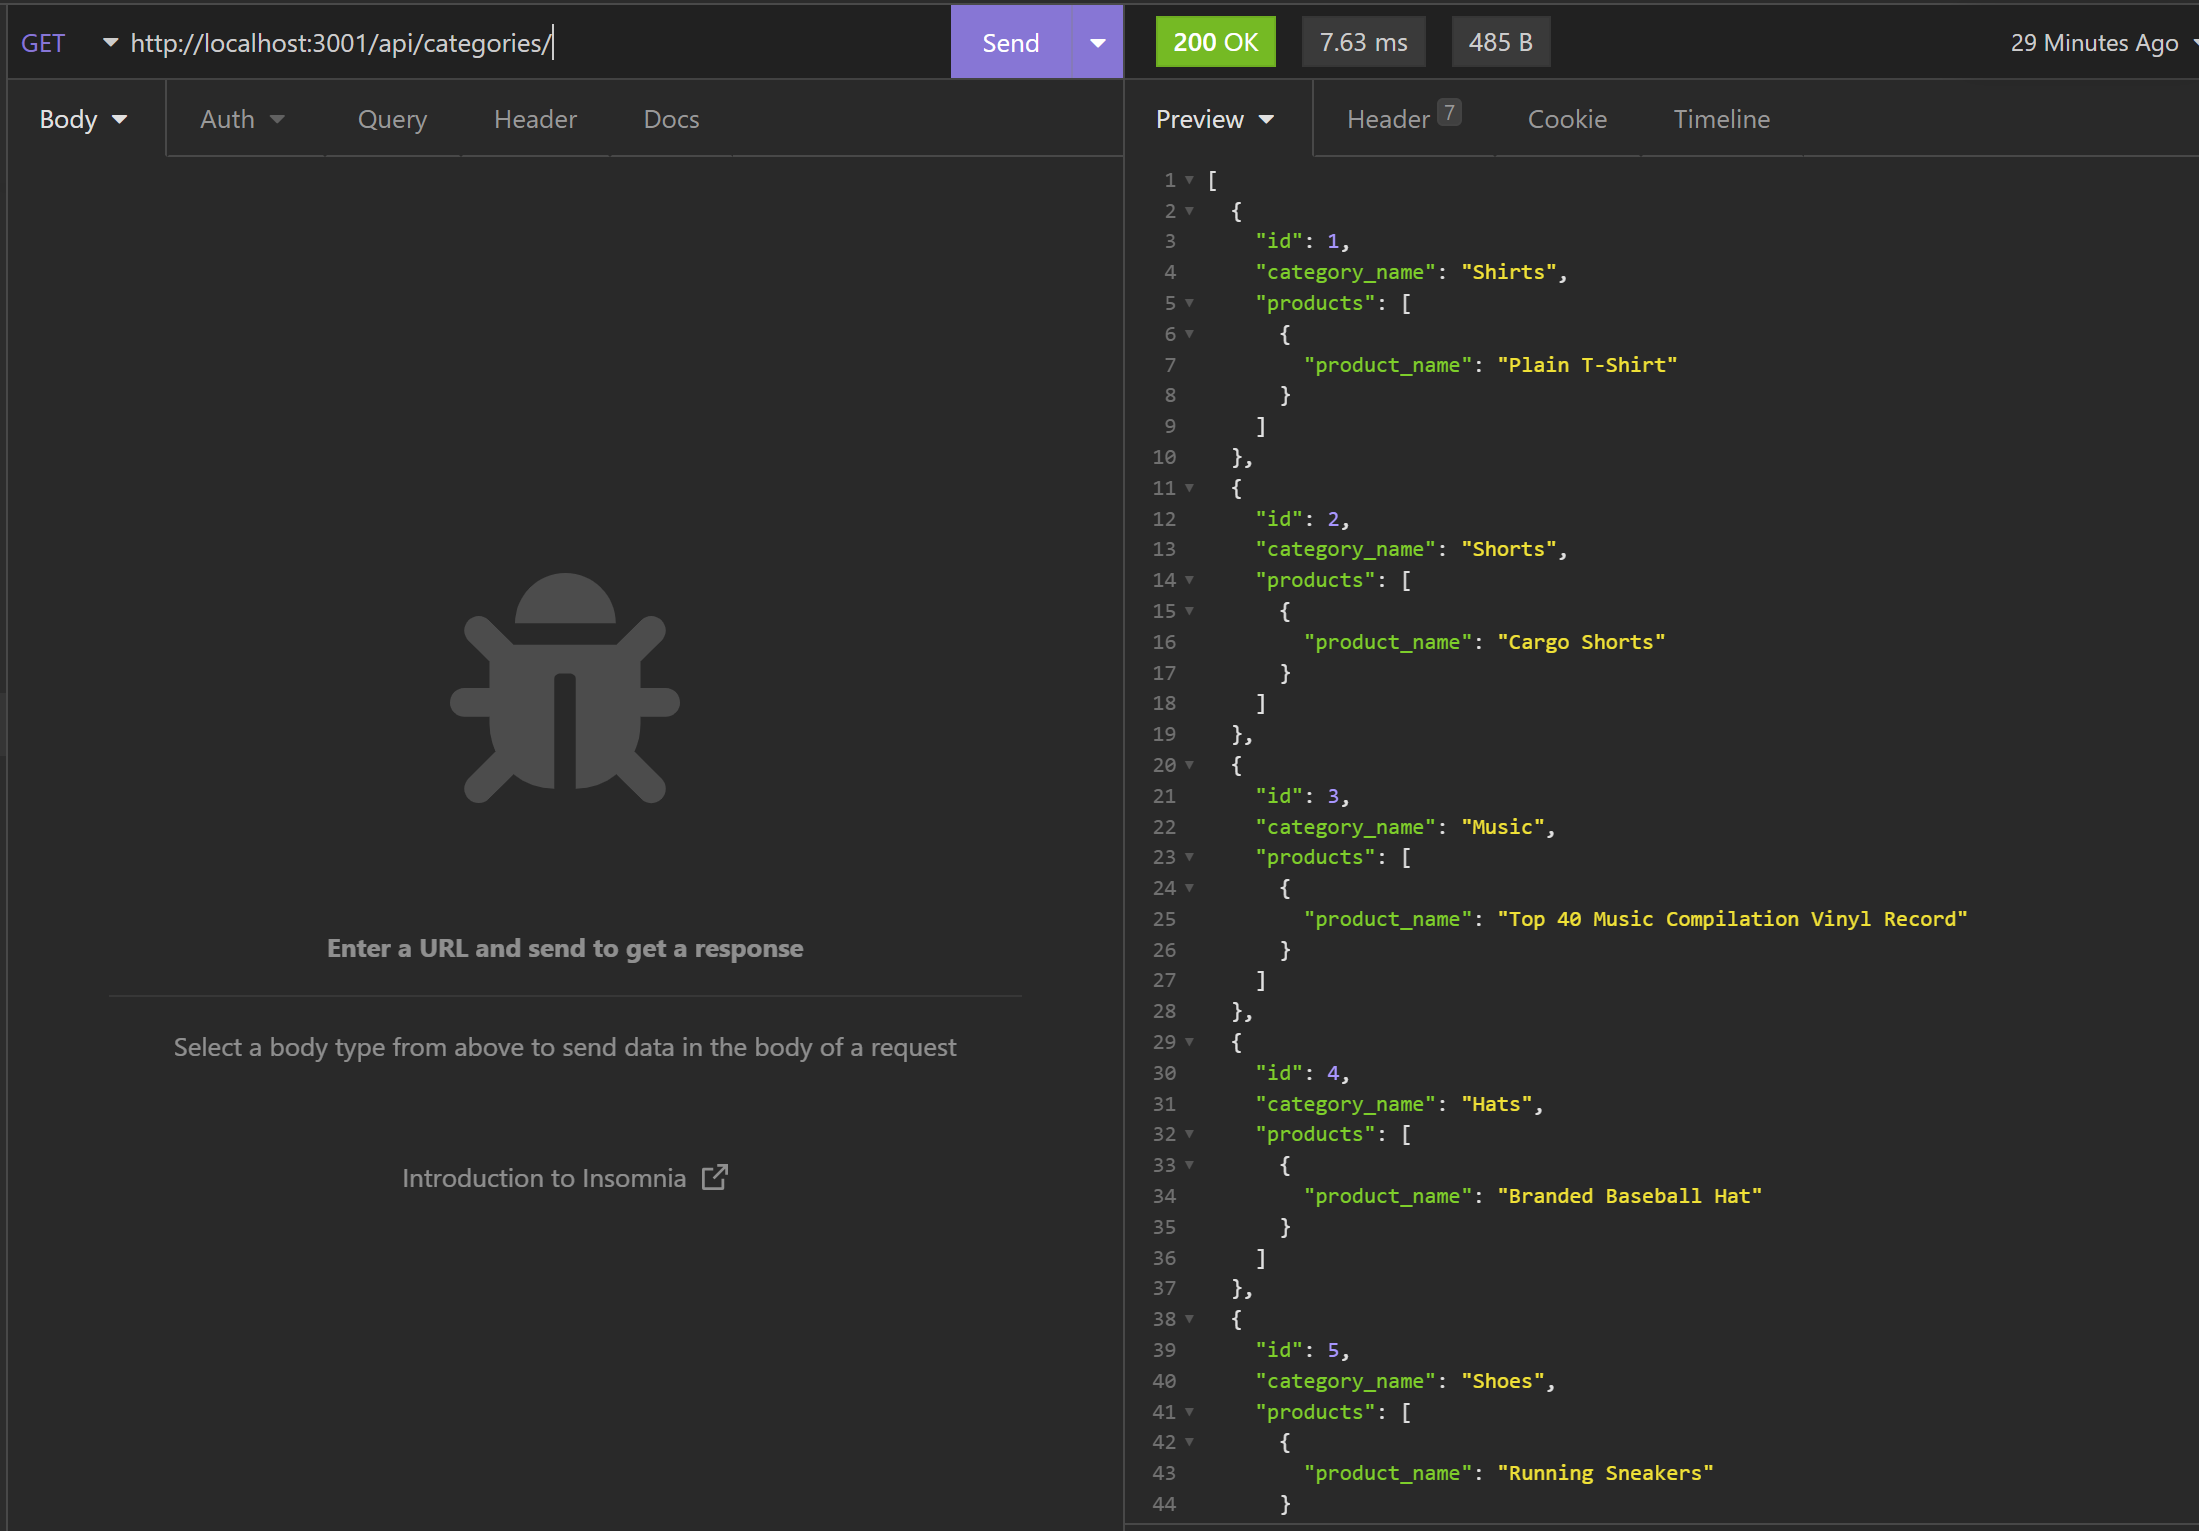 GET http://localhost:3001/api/categories/ Send 200 OK 7.63 ms 485 B 29 Minutes Ago
Body Auth Query Header Docs
Preview Header 7 Cookie Timeline
Enter a URL and send to get a response
Select a body type from above to send data in the body of a request
Introduction to Insomnia
1 [
2 {
3 "id": 1,
4 "category_name": "Shirts",
5 "products": [
6 {
7 "product_name": "Plain T-Shirt"
8 }
9 ]
10 },
11 {
12 "id": 2,
13 "category_name": "Shorts",
14 "products": [
15 {
16 "product_name": "Cargo Shorts"
17 }
18 ]
19 },
20 {
21 "id": 3,
22 "category_name": "Music",
23 "products": [
24 {
25 "product_name": "Top 40 Music Compilation Vinyl Record"
26 }
27 ]
28 },
29 {
30 "id": 4,
31 "category_name": "Hats",
32 "products": [
33 {
34 "product_name": "Branded Baseball Hat"
35 }
36 ]
37 },
38 {
39 "id": 5,
40 "category_name": "Shoes",
41 "products": [
42 {
43 "product_name": "Running Sneakers"
44 }